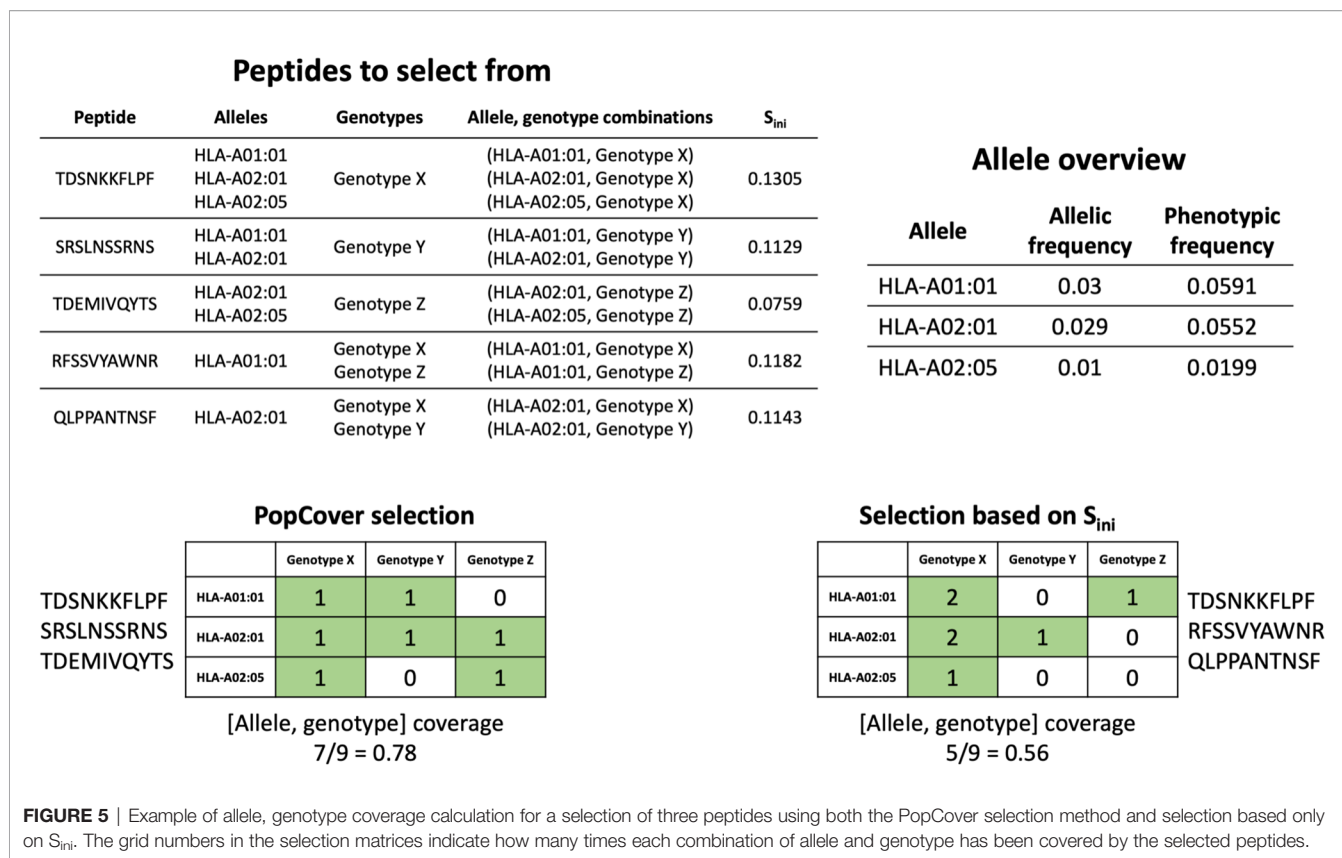 Peptides to select from
Peptide Alleles Genotypes Allele, genotype combinations Sini
TDSNKKFLPF
HLA-A01:01
HLA-A02:01
HLA-A02:05
Genotype X
(HLA-A01:01, Genotype X)
(HLA-A02:01, Genotype X)
(HLA-A02:05, Genotype X)
0.1305
SRSLNSSRNS
HLA-A01:01
HLA-A02:01
Genotype Y
(HLA-A01:01, Genotype Y)
(HLA-A02:01, Genotype Y)
0.1129
TDEMIVQYTS
HLA-A02:01
HLA-A02:05
Genotype Z
(HLA-A02:01, Genotype Z)
(HLA-A02:05, Genotype Z)
0.0759
RFSSVYAWNR
HLA-A01:01
Genotype X
Genotype Z
(HLA-A01:01, Genotype X)
(HLA-A01:01, Genotype Z)
0.1182
QLPPANTNSF
HLA-A02:01
Genotype X
Genotype Y
(HLA-A02:01, Genotype X)
(HLA-A02:01, Genotype Y)
0.1143
Allele overview
Allele
Allelic
frequency
Phenotypic
frequency
HLA-A01:01 0.03 0.0591
HLA-A02:01 0.029 0.0552
HLA-A02:05 0.01 0.0199
PopCover selection
TDSNKKFLPF
SRSLNSSRNS
TDEMIVQYTS
Genotype X Genotype Y Genotype Z
HLA-A01:01 1 1 0
HLA-A02:01 1 1 1
HLA-A02:05 1 0 1
[Allele, genotype] coverage
7/9 = 0.78
Selection based on Sini
Genotype X Genotype Y Genotype Z
HLA-A01:01 2 0 1
HLA-A02:01 2 1 0
HLA-A02:05 1 0 0
TDSNKKFLPF
RFSSVYAWNR
QLPPANTNSF
[Allele, genotype] coverage
5/9 = 0.56
FIGURE 5 | Example of allele, genotype coverage calculation for a selection of three peptides using both the PopCover selection method and selection based only
on Sini. The grid numbers in the selection matrices indicate how many times each combination of allele and genotype has been covered by the selected peptides.